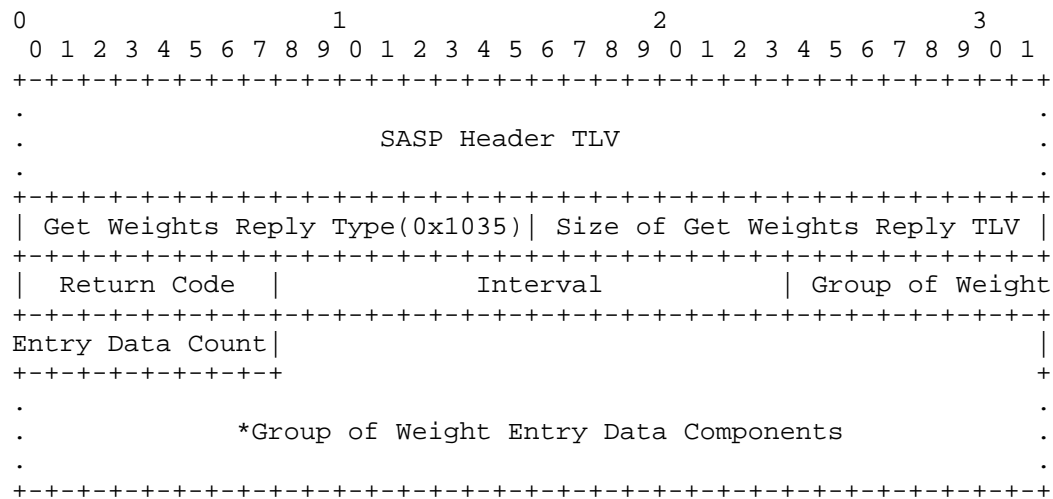 0                   1                   2                   3
 0 1 2 3 4 5 6 7 8 9 0 1 2 3 4 5 6 7 8 9 0 1 2 3 4 5 6 7 8 9 0 1
+-+-+-+-+-+-+-+-+-+-+-+-+-+-+-+-+-+-+-+-+-+-+-+-+-+-+-+-+-+-+-+-+
.                                                               .
.                      SASP Header TLV                          .
.                                                               .
+-+-+-+-+-+-+-+-+-+-+-+-+-+-+-+-+-+-+-+-+-+-+-+-+-+-+-+-+-+-+-+-+
| Get Weights Reply Type(0x1035)| Size of Get Weights Reply TLV |
+-+-+-+-+-+-+-+-+-+-+-+-+-+-+-+-+-+-+-+-+-+-+-+-+-+-+-+-+-+-+-+-+
|  Return Code  |            Interval           | Group of Weight
+-+-+-+-+-+-+-+-+-+-+-+-+-+-+-+-+-+-+-+-+-+-+-+-+-+-+-+-+-+-+-+-+
Entry Data Count|                                               |
+-+-+-+-+-+-+-+-+                                               +
.                                                               .
.             *Group of Weight Entry Data Components            .
.                                                               .
+-+-+-+-+-+-+-+-+-+-+-+-+-+-+-+-+-+-+-+-+-+-+-+-+-+-+-+-+-+-+-+-+